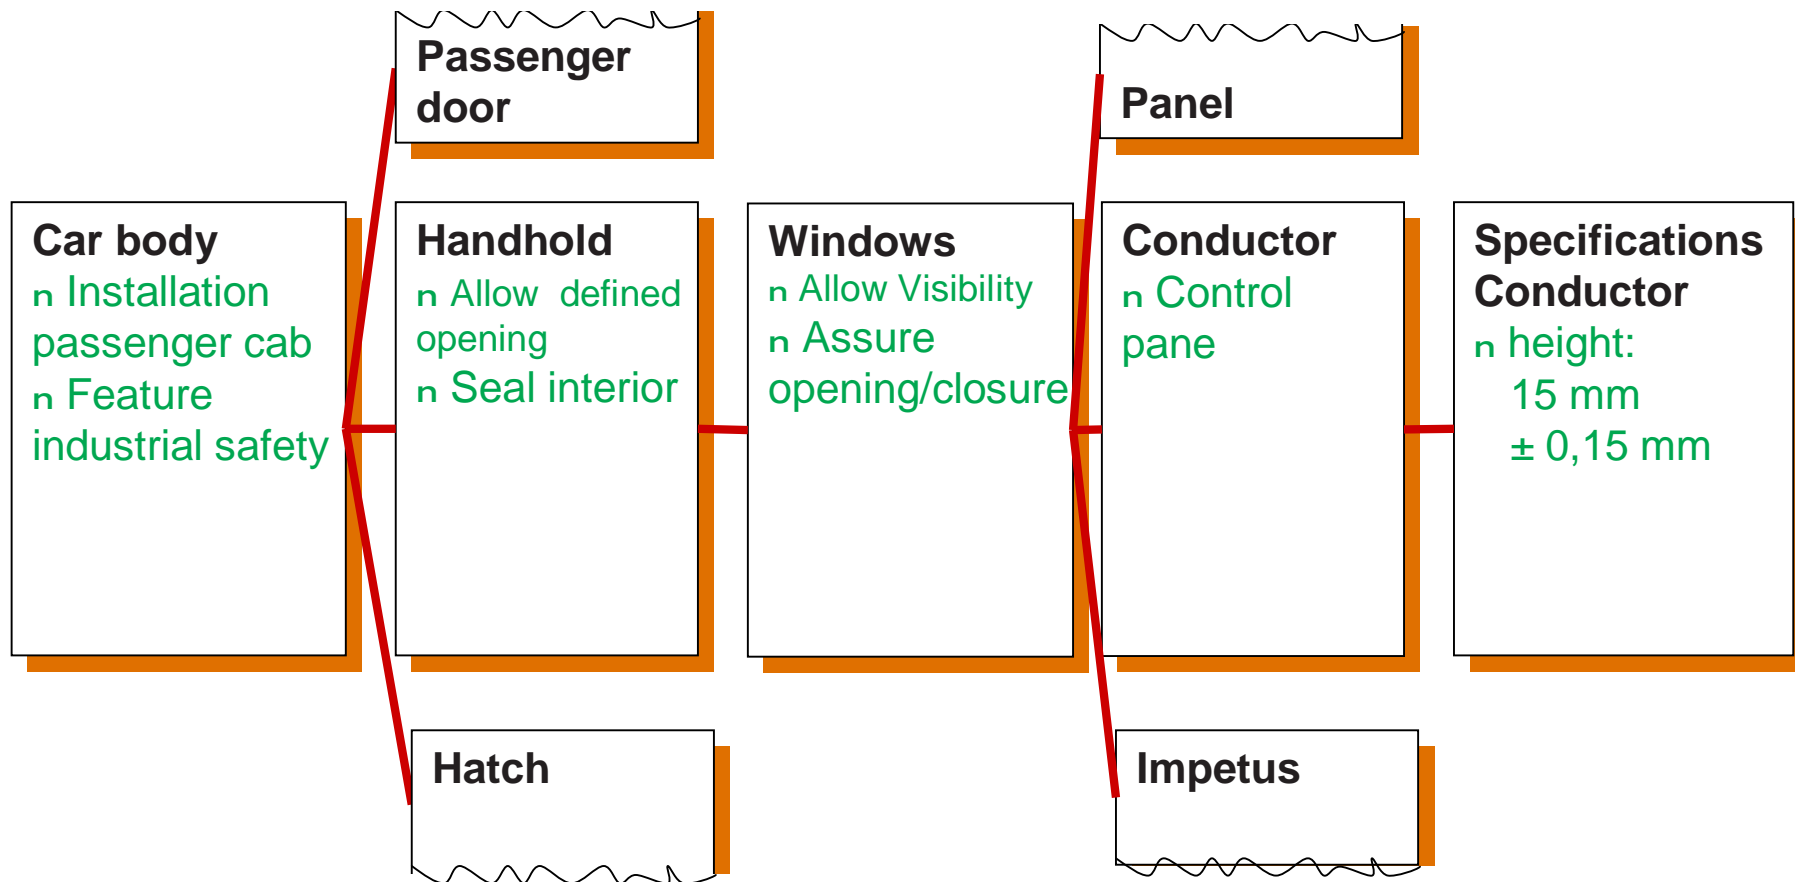 Passenger
door
Panel
Car body
n Installation
passenger cab
n Feature
industrial safety
Handhold
n Allow defined
opening
n Seal interior
Windows
n Allow Visibility
n Assure
opening/closure
Conductor
n Control
pane
Specifications
Conductor
n height:
15 mm
± 0,15 mm
Hatch
Impetus